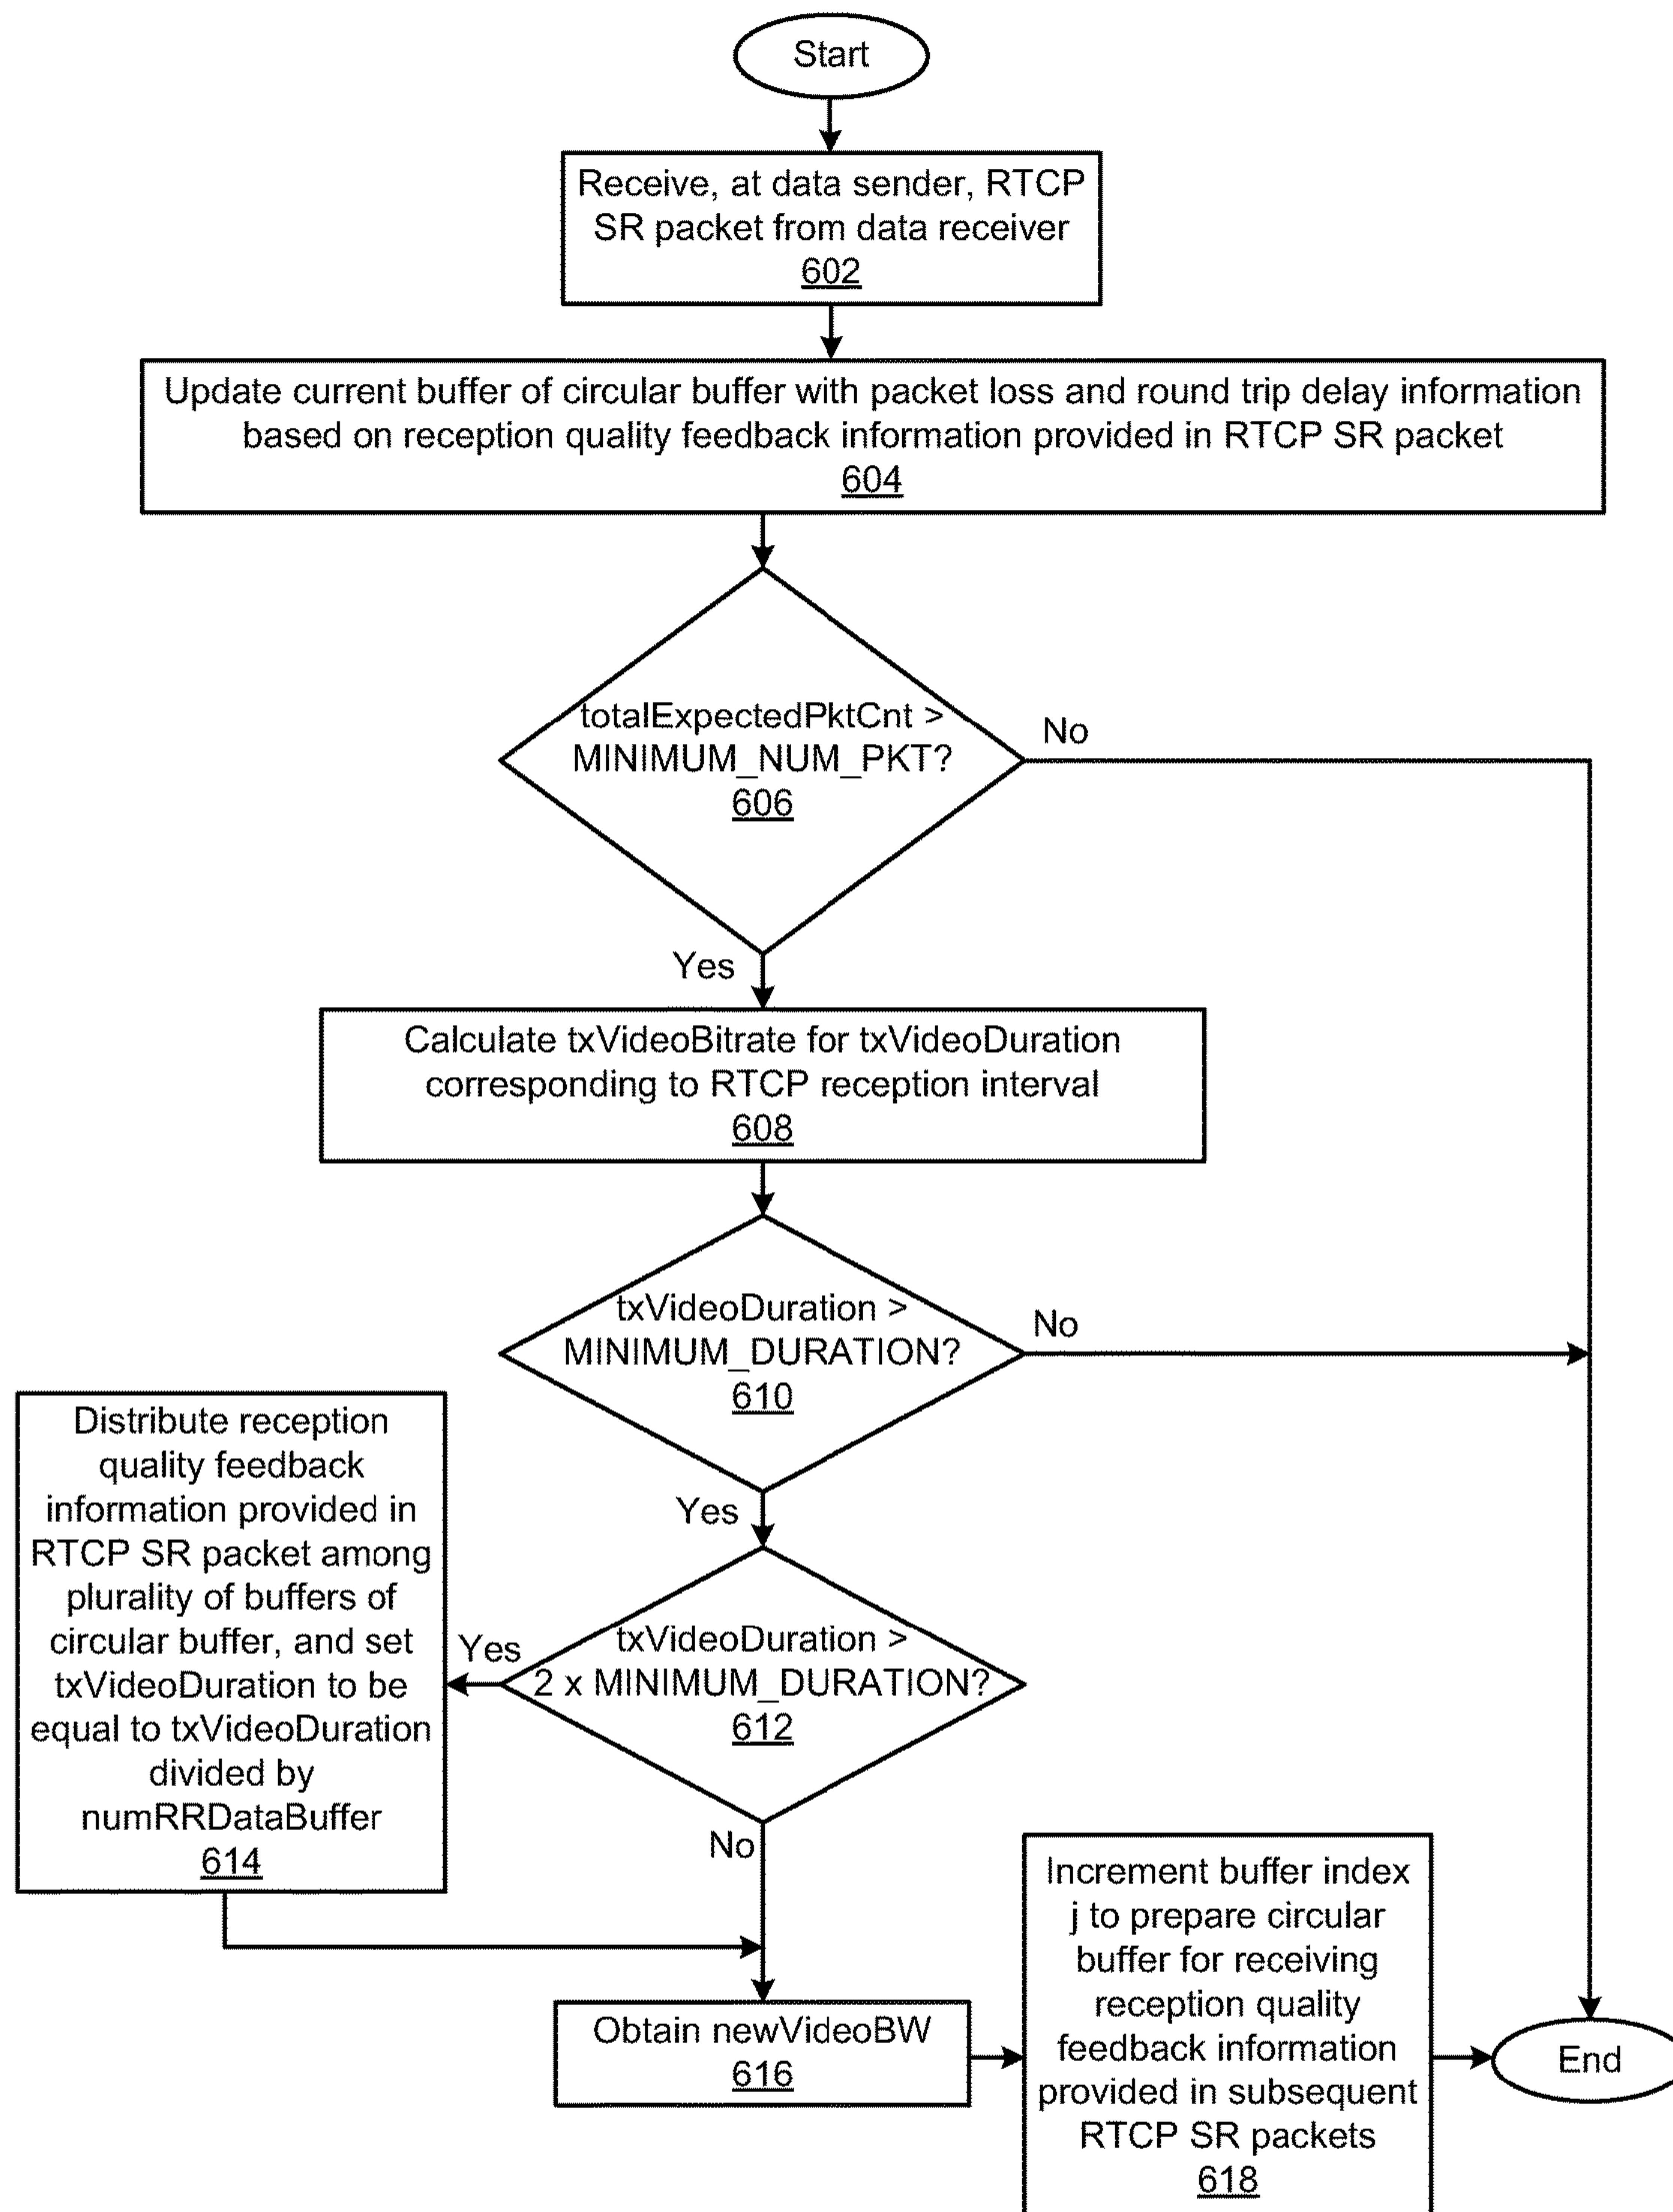 Start
Receive, at data sender, RTCP
SR packet from data receiver
602
Update current buffer of circular buffer with packet loss and round trip delay information
based on reception quality feedback information provided in RTCP SR packet
604
totalExpectedPktCnt >
MINIMUM_NUM_PKT?
606
No
Yes
Calculate txVideoBitrate for txVideoDuration
corresponding to RTCP reception interval
608
txVideoDuration >
MINIMUM_DURATION?
610
No
Yes
txVideoDuration >
2 x MINIMUM_DURATION?
612
Yes
No
Distribute reception
quality feedback
information provided in
RTCP SR packet among
plurality of buffers of
circular buffer, and set
txVideoDuration to be
equal to txVideoDuration
divided by
numRRDataBuffer
614
Obtain newVideoBW
616
Increment buffer index
j to prepare circular
buffer for receiving
reception quality
feedback information
provided in subsequent
RTCP SR packets
618
End